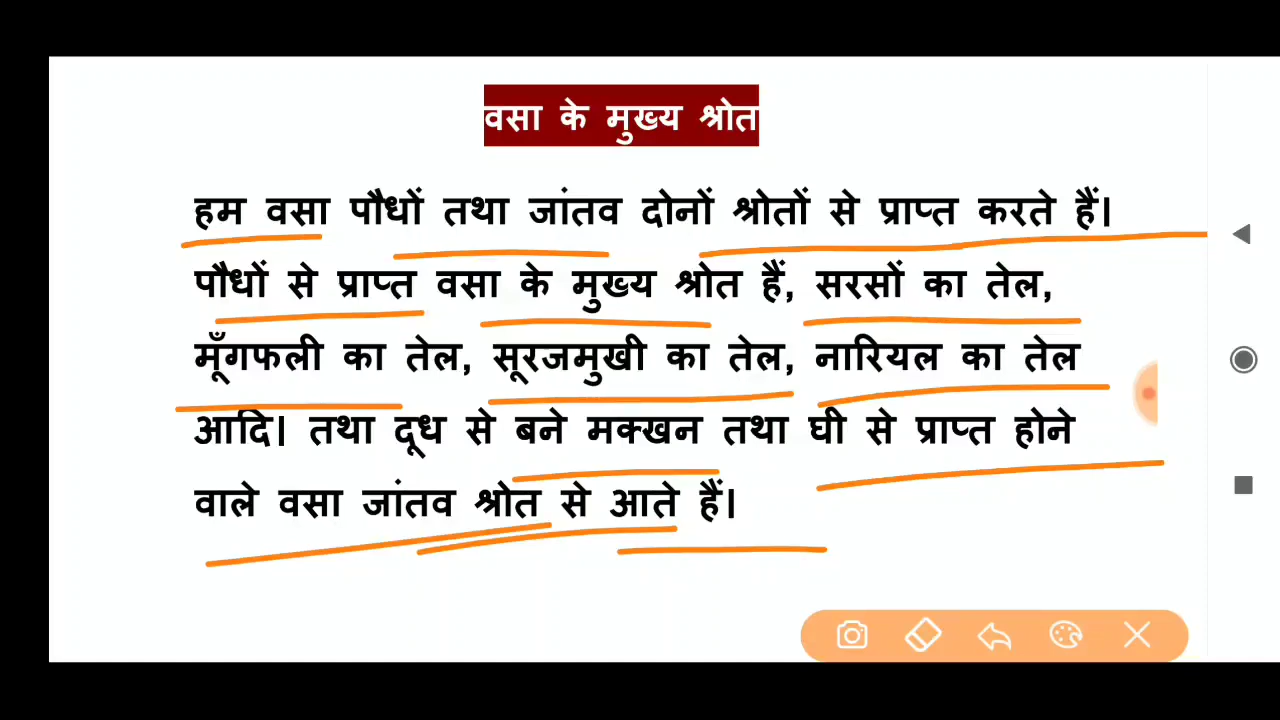 वसा के मुख्य श्रोत
हम वसा पौधों तथा जांतव दोनों श्रोतों से प्राप्त करते हैं।
पौधों से प्राप्त वसा के मुख्य श्रोत हैं, सरसों का तेल,
मूँगफली का तेल, सूरजमुखी का तेल, नारियल का तेल
आदि। तथा दूध से बने मक्खन तथा घी से प्राप्त होने
वाले वसा जांतव श्रोत से आते हैं।